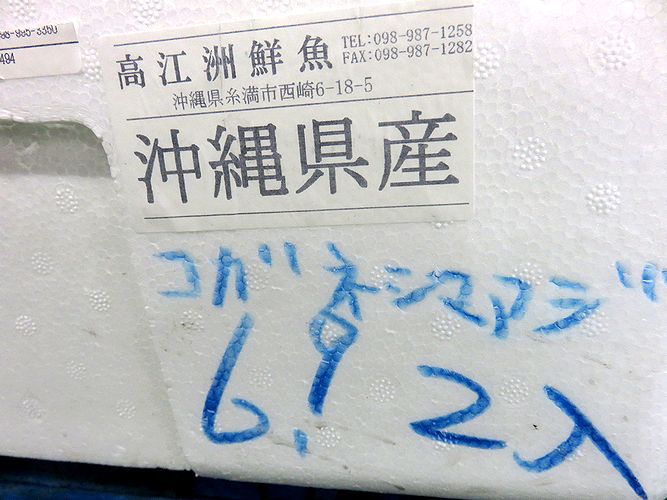 494
高江洲鮮魚
TEL:098-987-1258
FAX:098-987-1282
沖縄県糸満市西崎6-18-5
沖縄県産
コガネシマアジ
6.9 2入